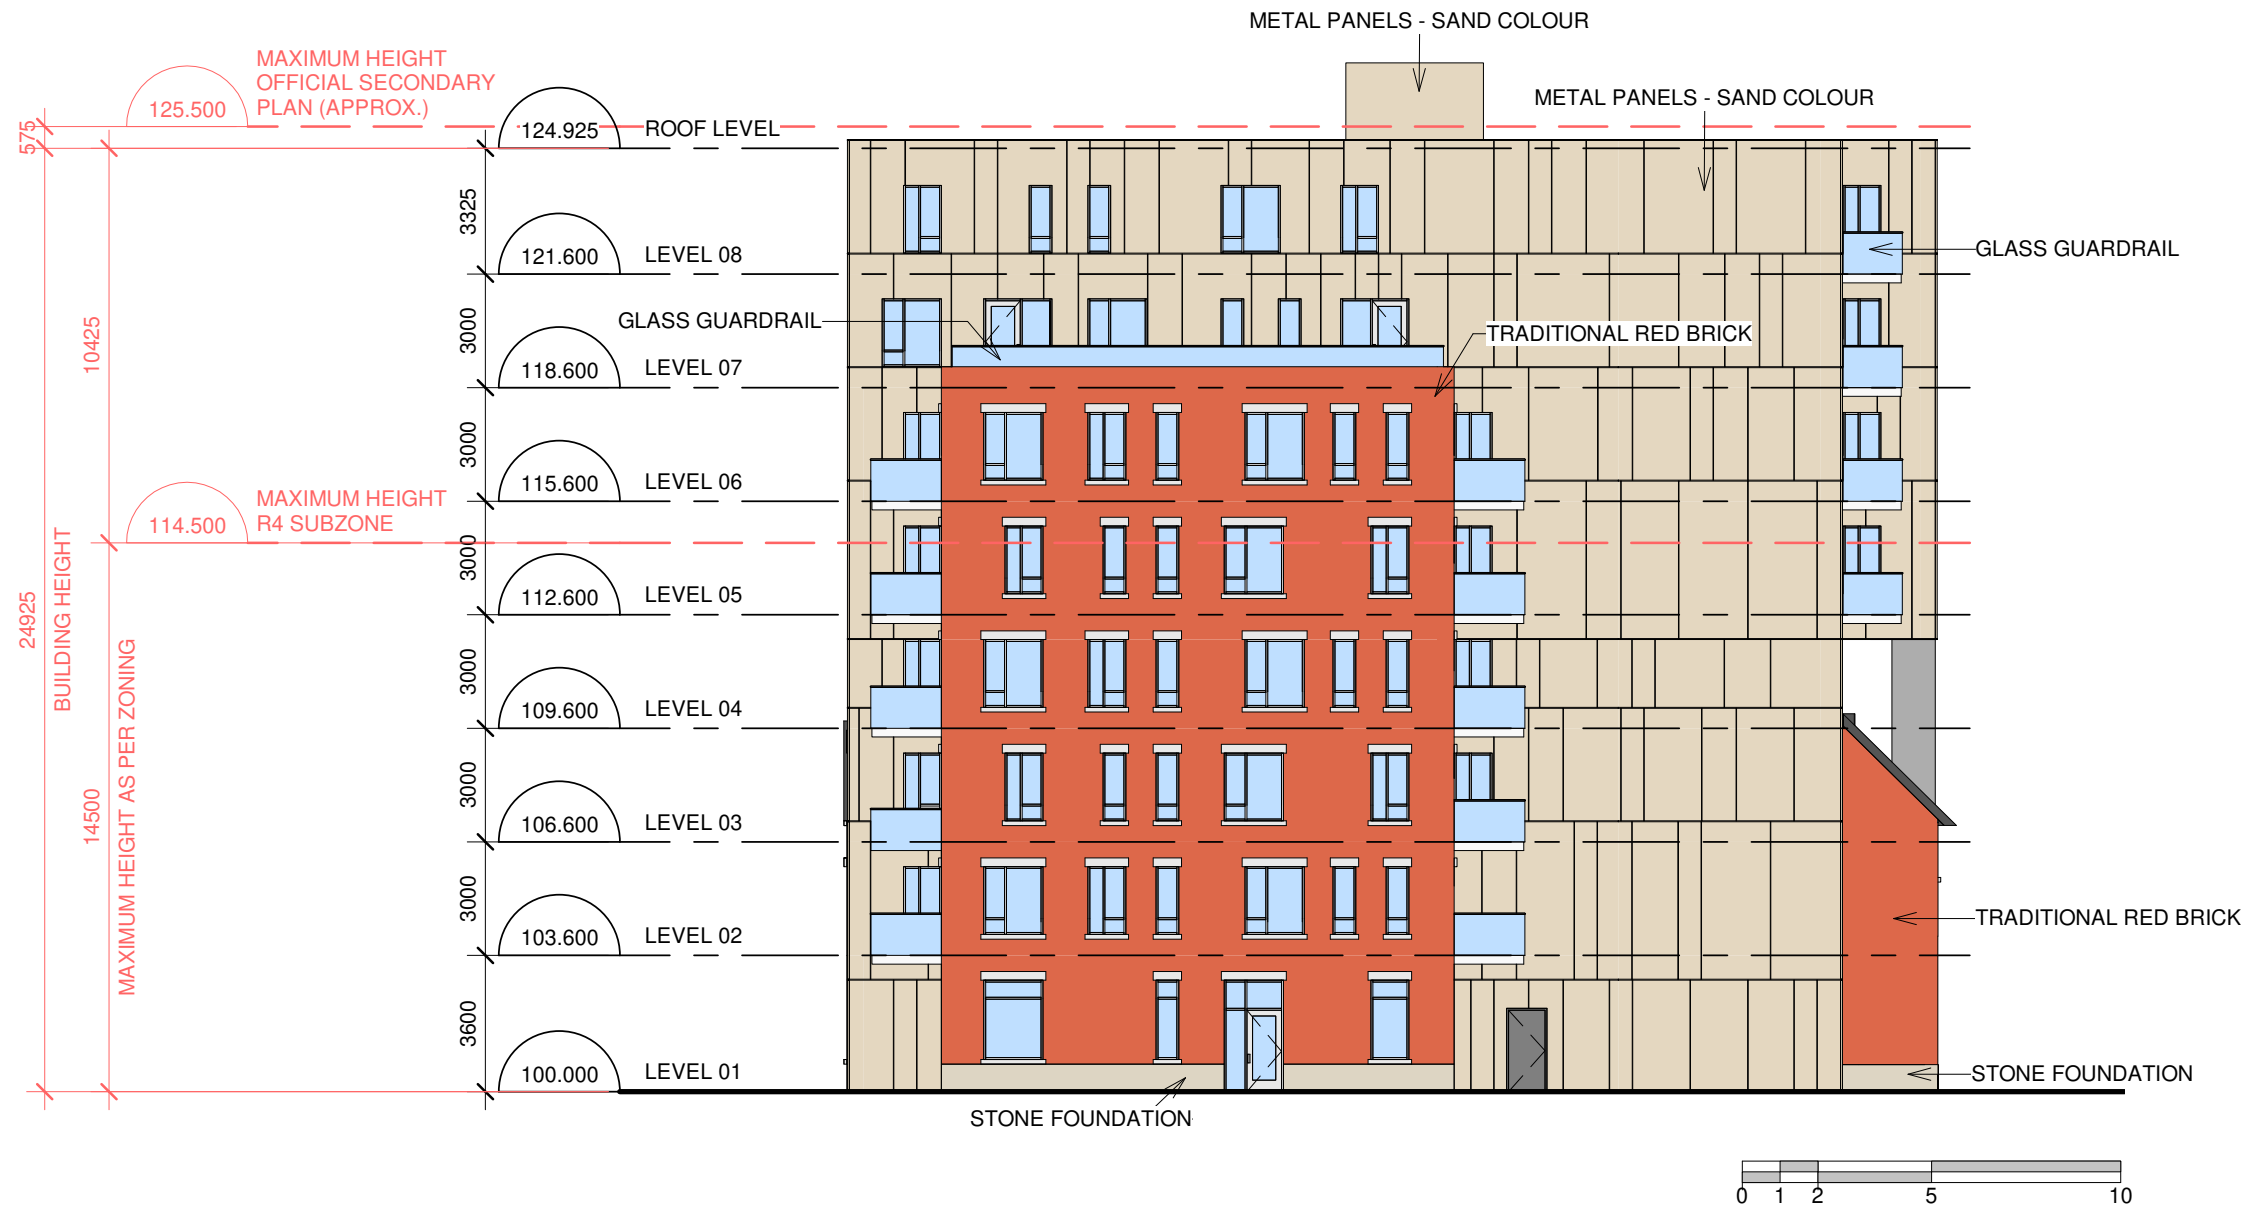 METAL PANELS - SAND COLOUR
METAL PANELS - SAND COLOUR
MAXIMUM HEIGHT
OFFICIAL SECONDARY
PLAN (APPROX.)
125.500
575
124.925
ROOF LEVEL
3325
121.600
LEVEL 08
GLASS GUARDRAIL
3000
GLASS GUARDRAIL
TRADITIONAL RED BRICK
10425
118.600
LEVEL 07
3000
115.600
LEVEL 06
MAXIMUM HEIGHT
R4 SUBZONE
114.500
3000
112.600
LEVEL 05
24925
BUILDING HEIGHT
3000
109.600
LEVEL 04
14500
MAXIMUM HEIGHT AS PER ZONING
3000
106.600
LEVEL 03
3000
103.600
LEVEL 02
TRADITIONAL RED BRICK
3600
100.000
LEVEL 01
STONE FOUNDATION
STONE FOUNDATION
0 1 2 5 10